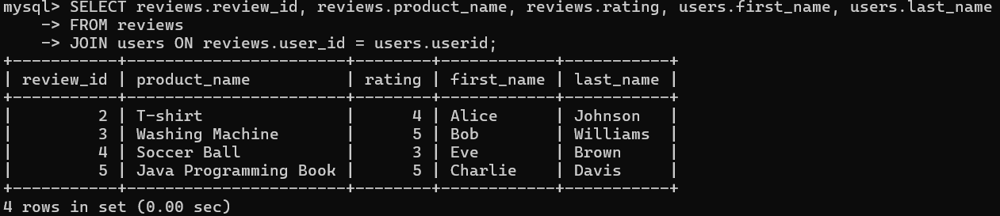 mysql> SELECT reviews.review_id, reviews.product_name, reviews.rating, users.first_name, users.last_name
    -> FROM reviews
    -> JOIN users ON reviews.user_id = users.userid;
+-----------+----------------------+--------+------------+-----------+
| review_id | product_name         | rating | first_name | last_name |
+-----------+----------------------+--------+------------+-----------+
|         2 | T-shirt              |      4 | Alice      | Johnson   |
|         3 | Washing Machine      |      5 | Bob        | Williams  |
|         4 | Soccer Ball          |      3 | Eve        | Brown     |
|         5 | Java Programming Book |      5 | Charlie    | Davis     |
+-----------+----------------------+--------+------------+-----------+
4 rows in set (0.00 sec)